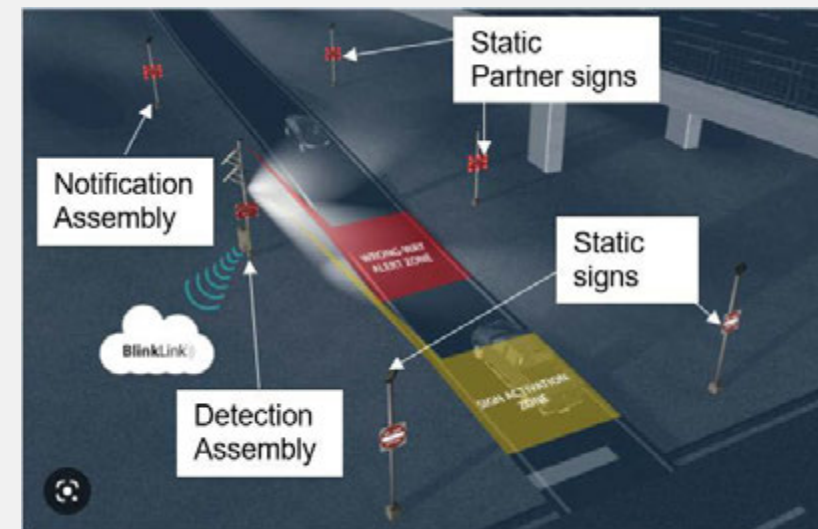 Static
Partner signs
Notification
Assembly
WRONG-WAY
ALERT ZONE
Static
signs
BlinkLink
SIGN ACTIVATION
ZONE
Detection
Assembly